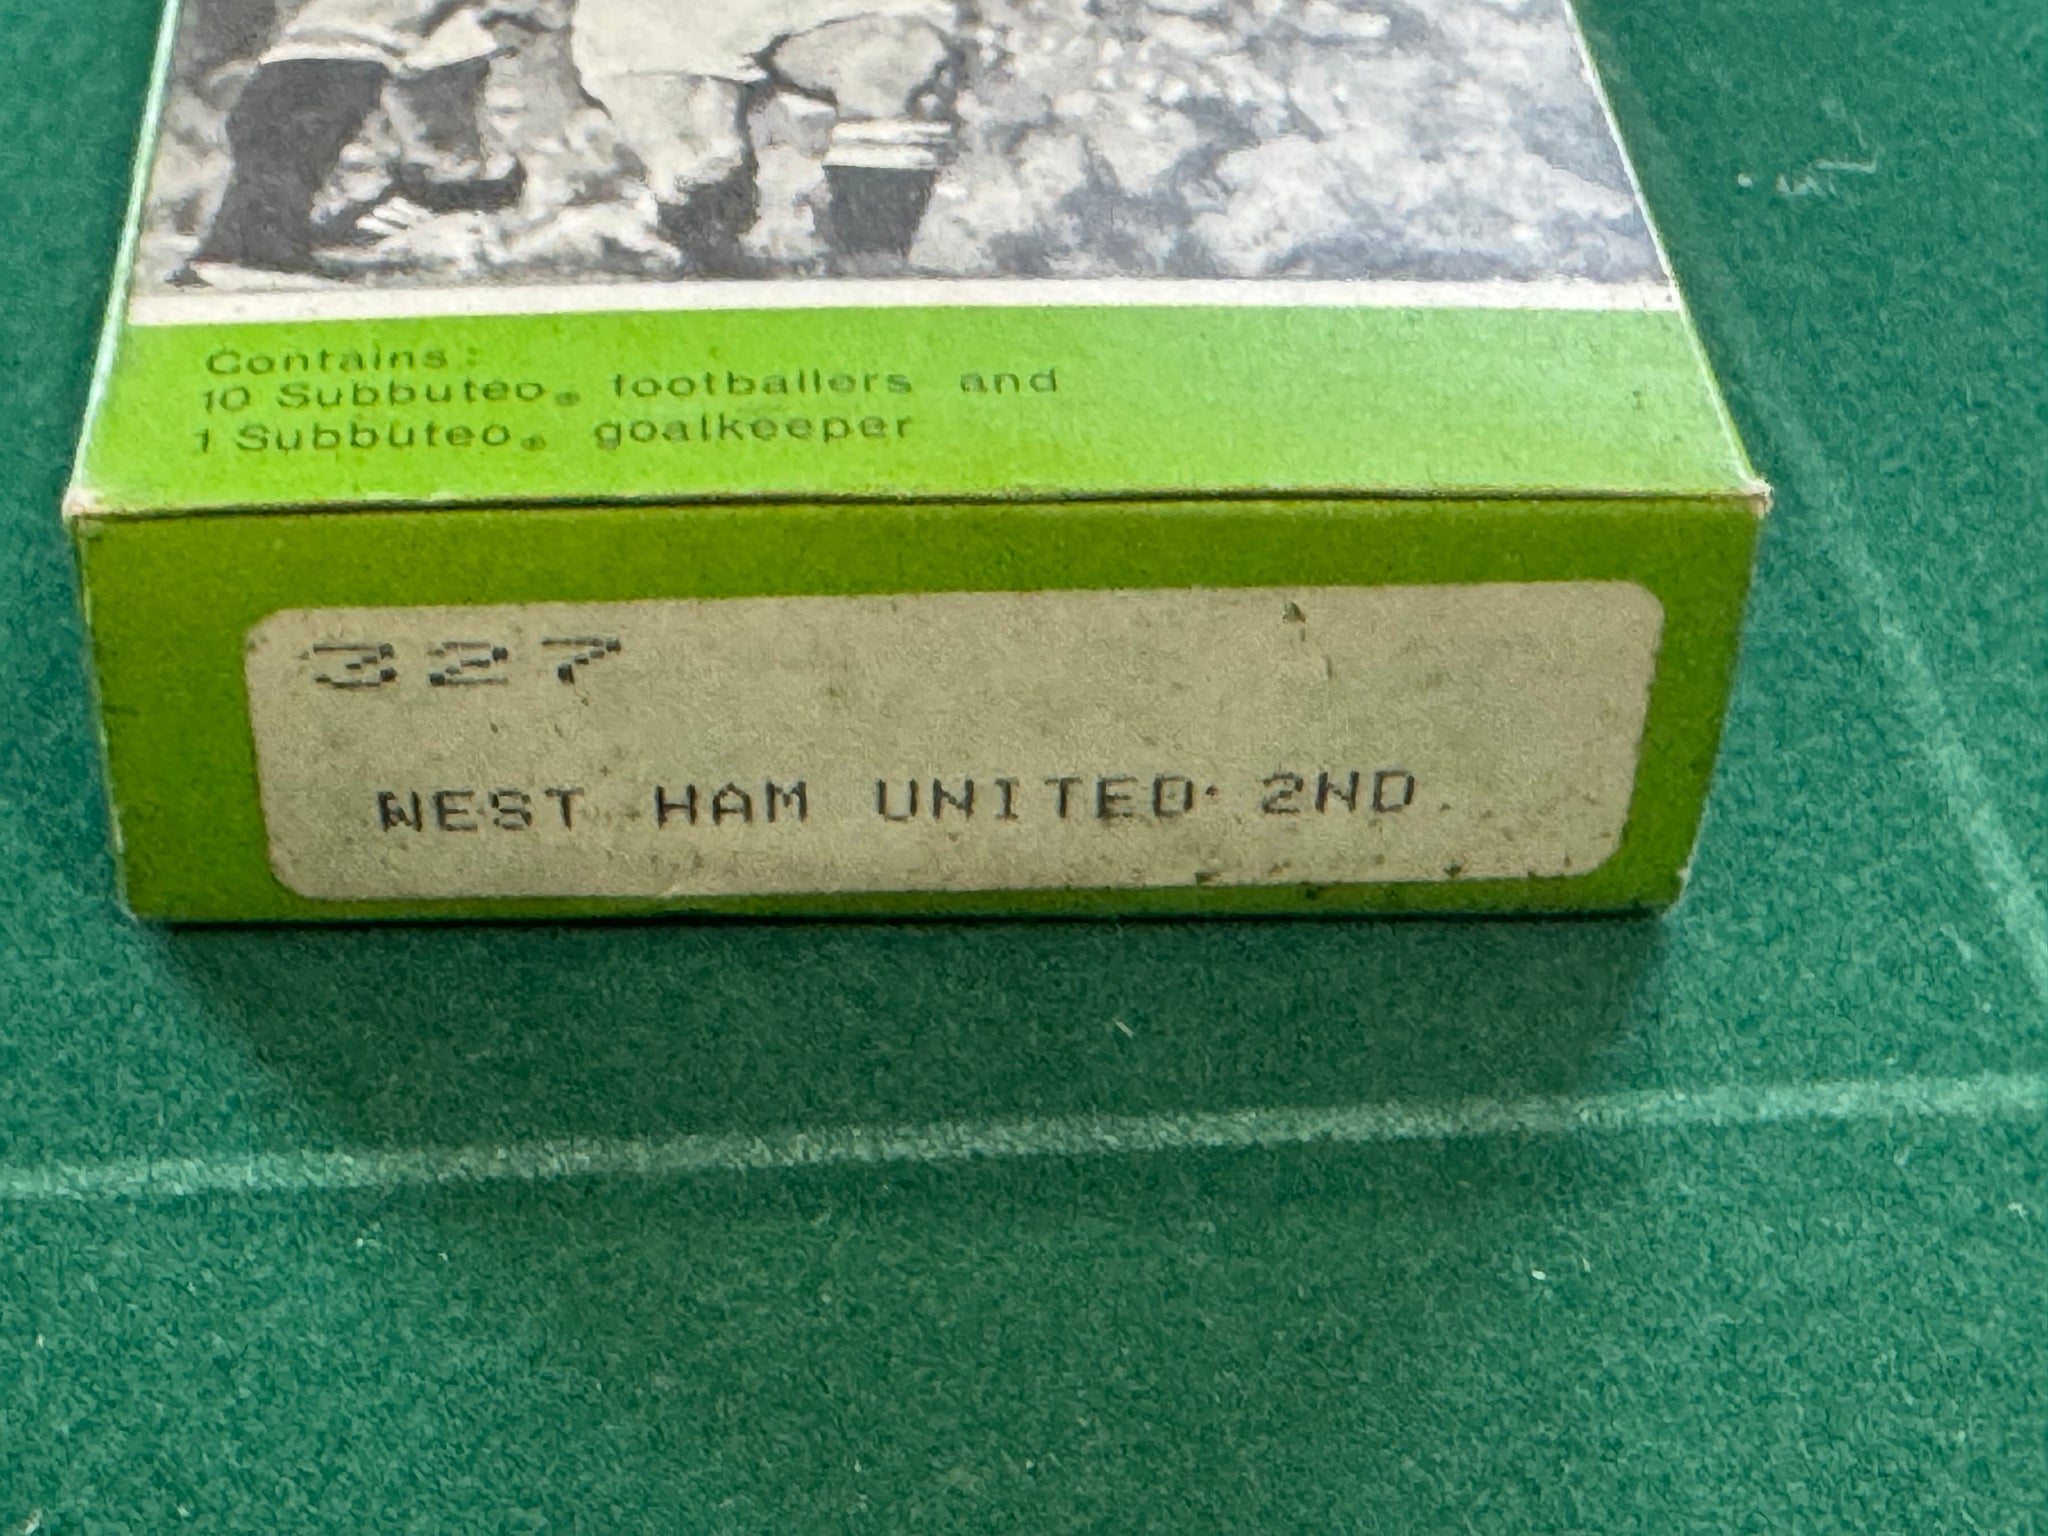 Contains:
10 Subbuteo® footballers and
1 Subbuteo® goalkeeper
327
WEST HAM UNITED 2ND.